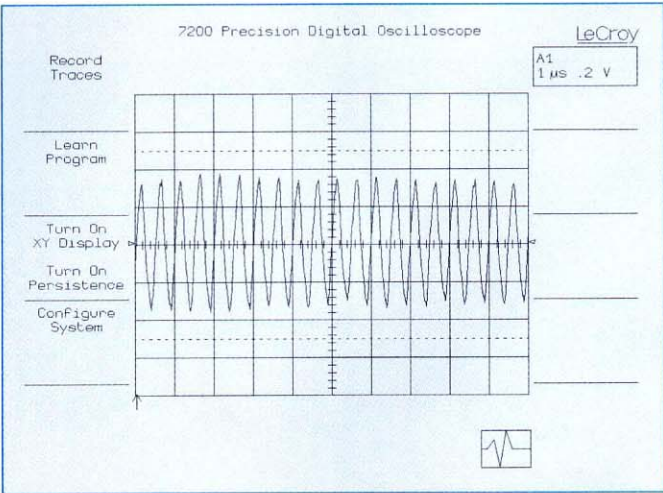 7200 Precision Digital Oscilloscope
LeCroy
Record
Traces
A1
1 µs .2 V
Learn
Program
Turn On
XY Display
Turn On
Persistence
Configure
System